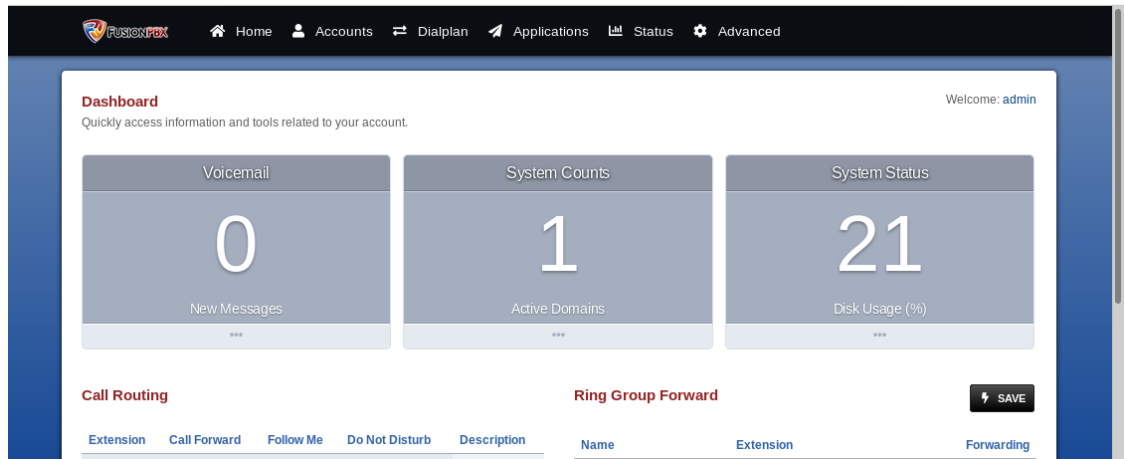 FUSIONPBX Home Accounts Dialplan Applications Status Advanced
Dashboard
Welcome: admin
Quickly access information and tools related to your account.
Voicemail System Counts System Status
0 1 21
New Messages Active Domains Disk Usage (%)
Call Routing
Ring Group Forward SAVE
Extension Call Forward Follow Me Do Not Disturb Description
Name Extension Forwarding